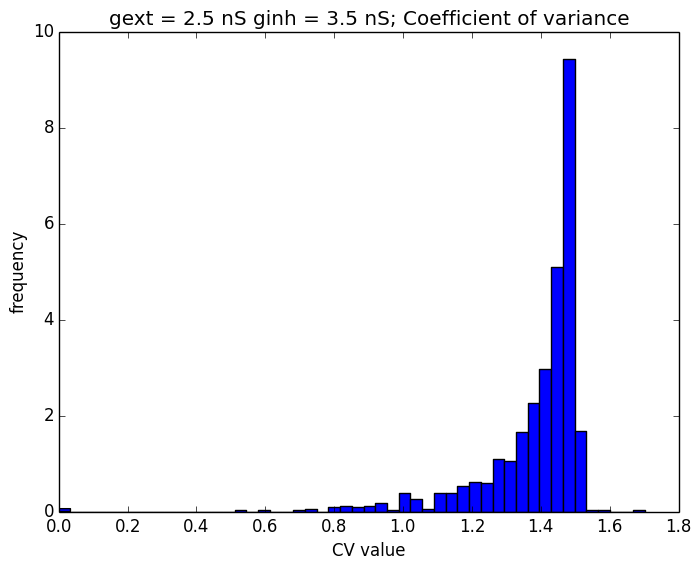 gext = 2.5 nS ginh = 3.5 nS; Coefficient of variance
10
8
6
4
2
0
frequency
0.0 0.2 0.4 0.6 0.8 1.0 1.2 1.4 1.6 1.8
CV value